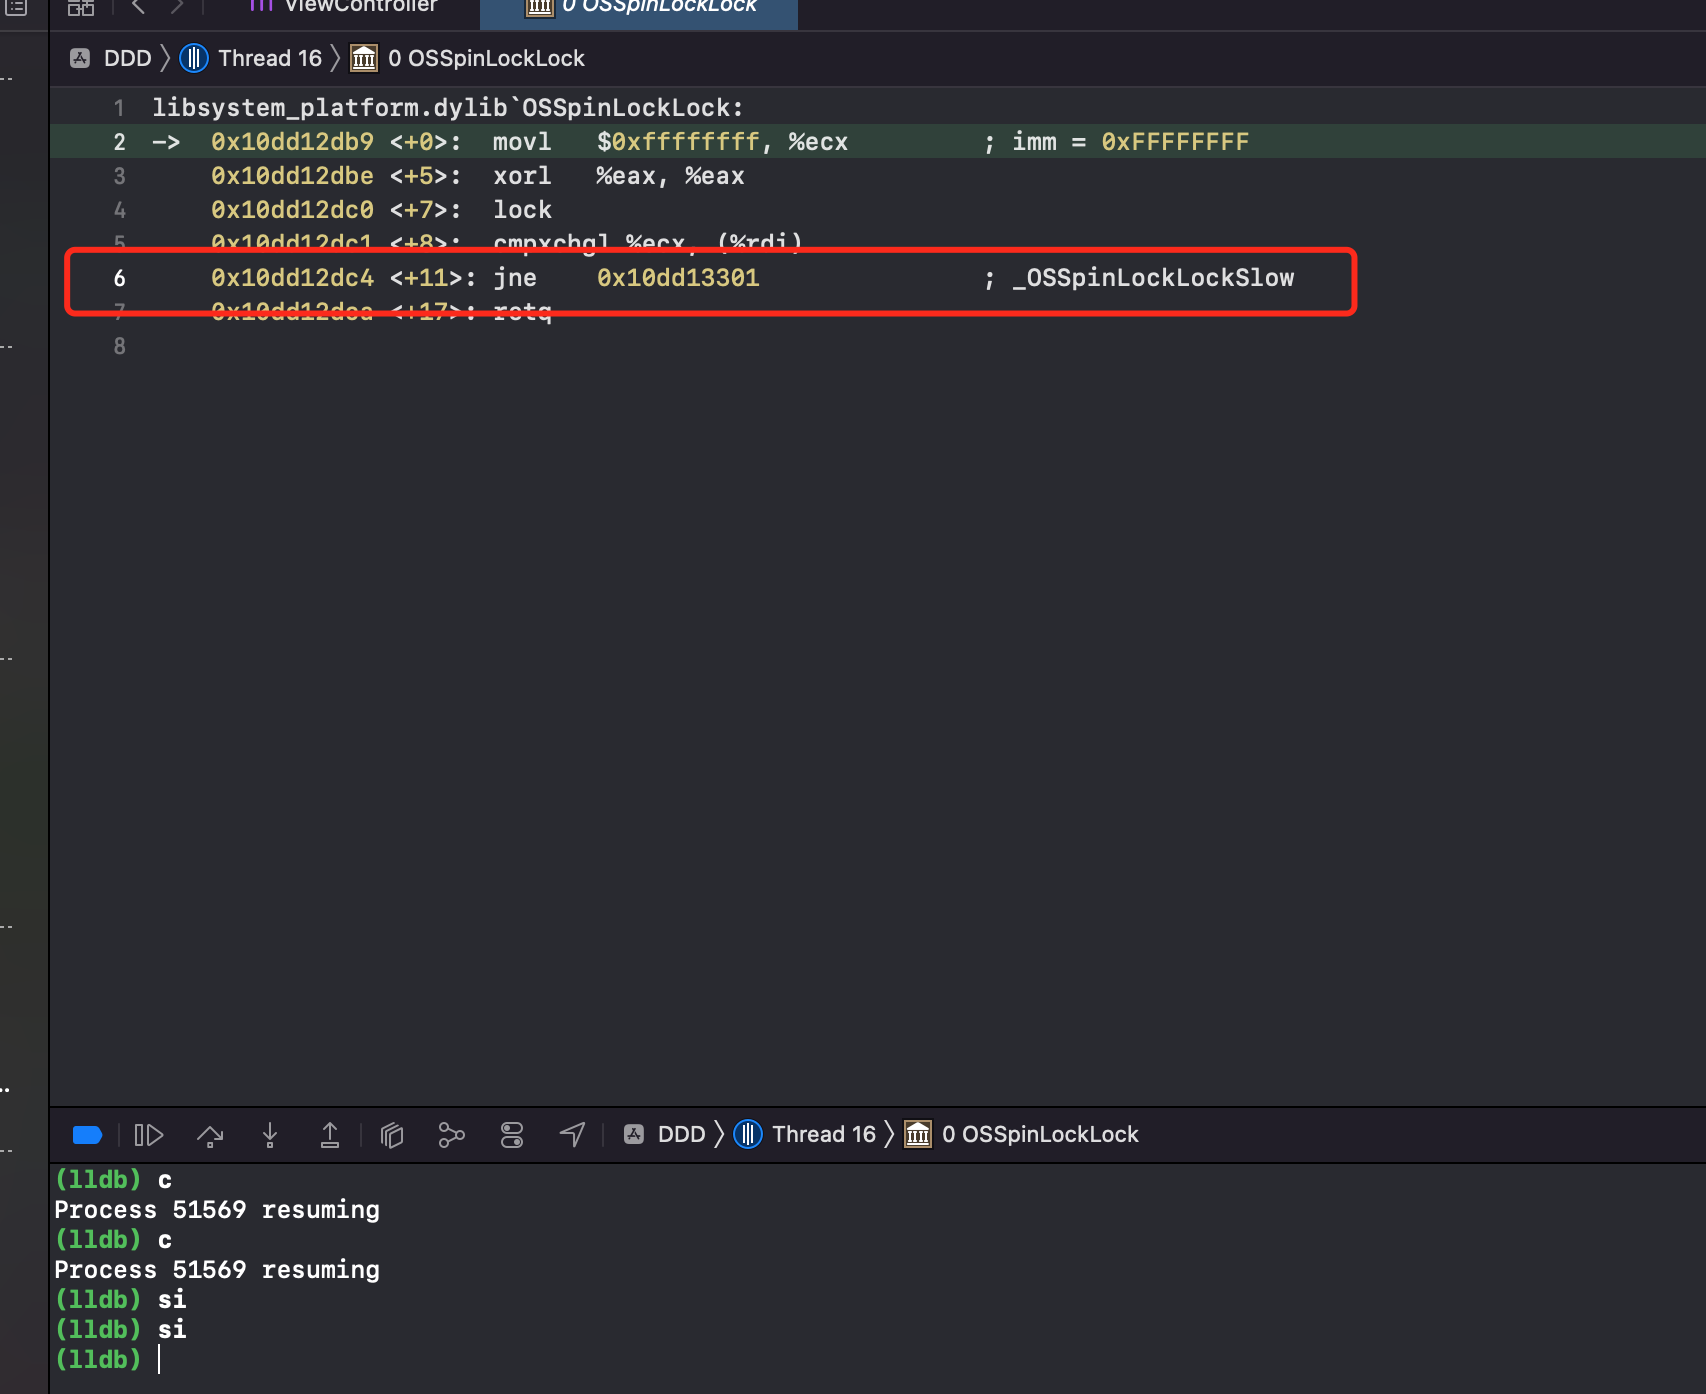 ViewController
0 OSSpinLockLock
DDD Thread 16 0 OSSpinLockLock
1 libsystem_platform.dylib`OSSpinLockLock:
2 -> 0x10dd12db9 <+0>: movl $0xffffffff, %ecx ; imm = 0xFFFFFFFF
3 0x10dd12dbe <+5>: xorl %eax, %eax
4 0x10dd12dc0 <+7>: lock
5 0x10dd12dc1 <+8>: cmpxchgl %ecx, (%rdi)
6 0x10dd12dc4 <+11>: jne 0x10dd13301 ; _OSSpinLockLockSlow
7 0x10dd12dca <+17>: retq
8
DDD Thread 16 0 OSSpinLockLock
(lldb) c
Process 51569 resuming
(lldb) c
Process 51569 resuming
(lldb) si
(lldb) si
(lldb)